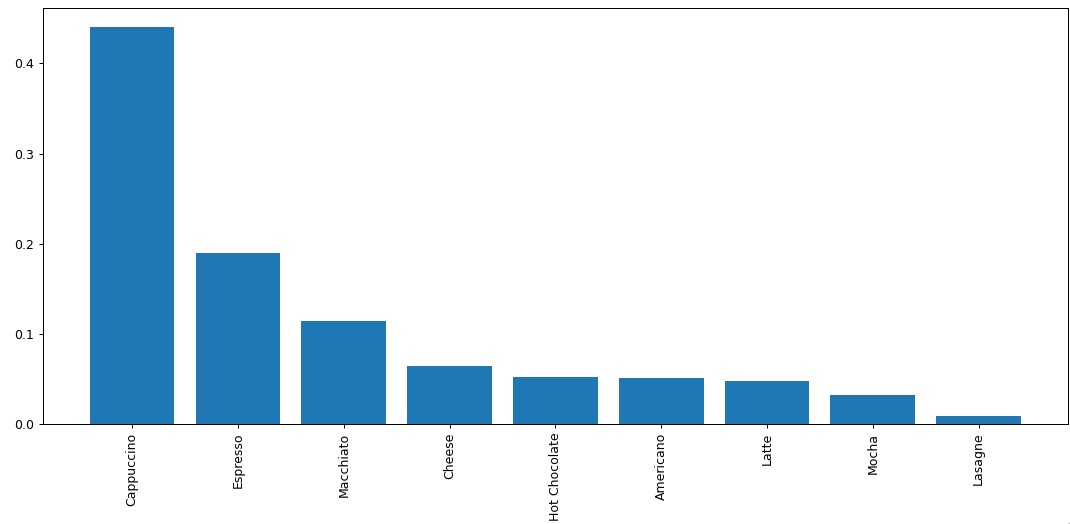 0.4
0.3
0.2
0.1
0.0
Cappuccino
Espresso
Macchiato
Cheese
Hot Chocolate
Americano
Latte
Mocha
Lasagne